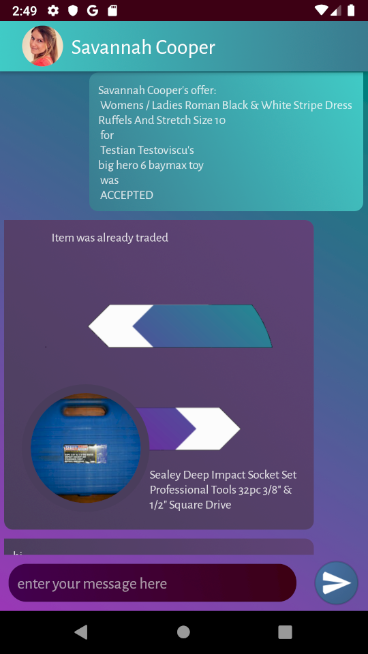 2:49
Savannah Cooper
Savannah Cooper's offer:
Womens / Ladies Roman Black & White Stripe Dress
Ruffels And Stretch Size 10
for
Testian Testoviscu's
big hero 6 baymax toy
was
ACCEPTED
Item was already traded
Sealey Deep Impact Socket Set
Professional Tools 32pc 3/8" &
1/2" Square Drive
enter your message here